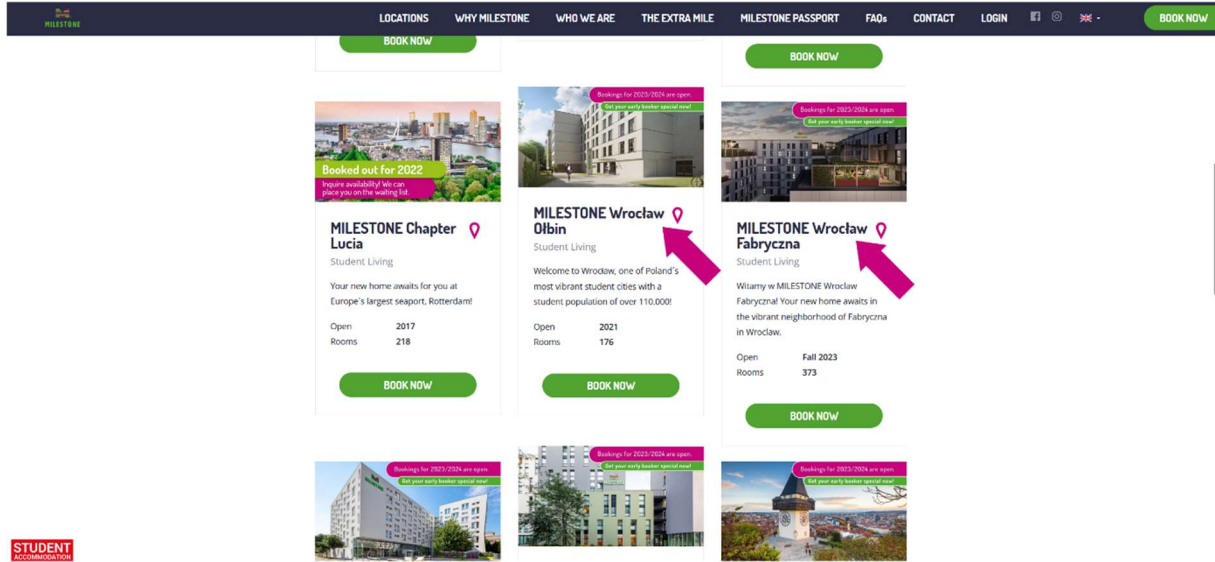 MILESTONE
LOCATIONS WHY MILESTONE WHO WE ARE THE EXTRA MILE MILESTONE PASSPORT FAQs CONTACT LOGIN BOOK NOW
BOOK NOW
BOOK NOW
Booked out for 2022
Inquire availability! We can
place you on the waiting list.
MILESTONE Chapter
Lucia
Student Living
Your new home awaits for you at
Europe´s largest seaport, Rotterdam!
Open 2017
Rooms 218
BOOK NOW
Bookings for 2023/2024 are open.
Get your early booker special now!
MILESTONE Wrocław
Ołbin
Student Living
Welcome to Wrocław, one of Poland´s
most vibrant student cities with a
student population of over 110.000!
Open 2021
Rooms 176
BOOK NOW
Bookings for 2023/2024 are open.
Get your early booker special now!
MILESTONE Wrocław
Fabryczna
Student Living
Witamy w MILESTONE Wroclaw
Fabryczna! Your new home awaits in
the vibrant neighborhood of Fabryczna
in Wroclaw.
Open Fall 2023
Rooms 373
BOOK NOW
Bookings for 2023/2024 are open.
Get your early booker special now!
Bookings for 2023/2024 are open.
Get your early booker special now!
Bookings for 2023/2024 are open.
Get your early booker special now!
STUDENT
ACCOMMODATION